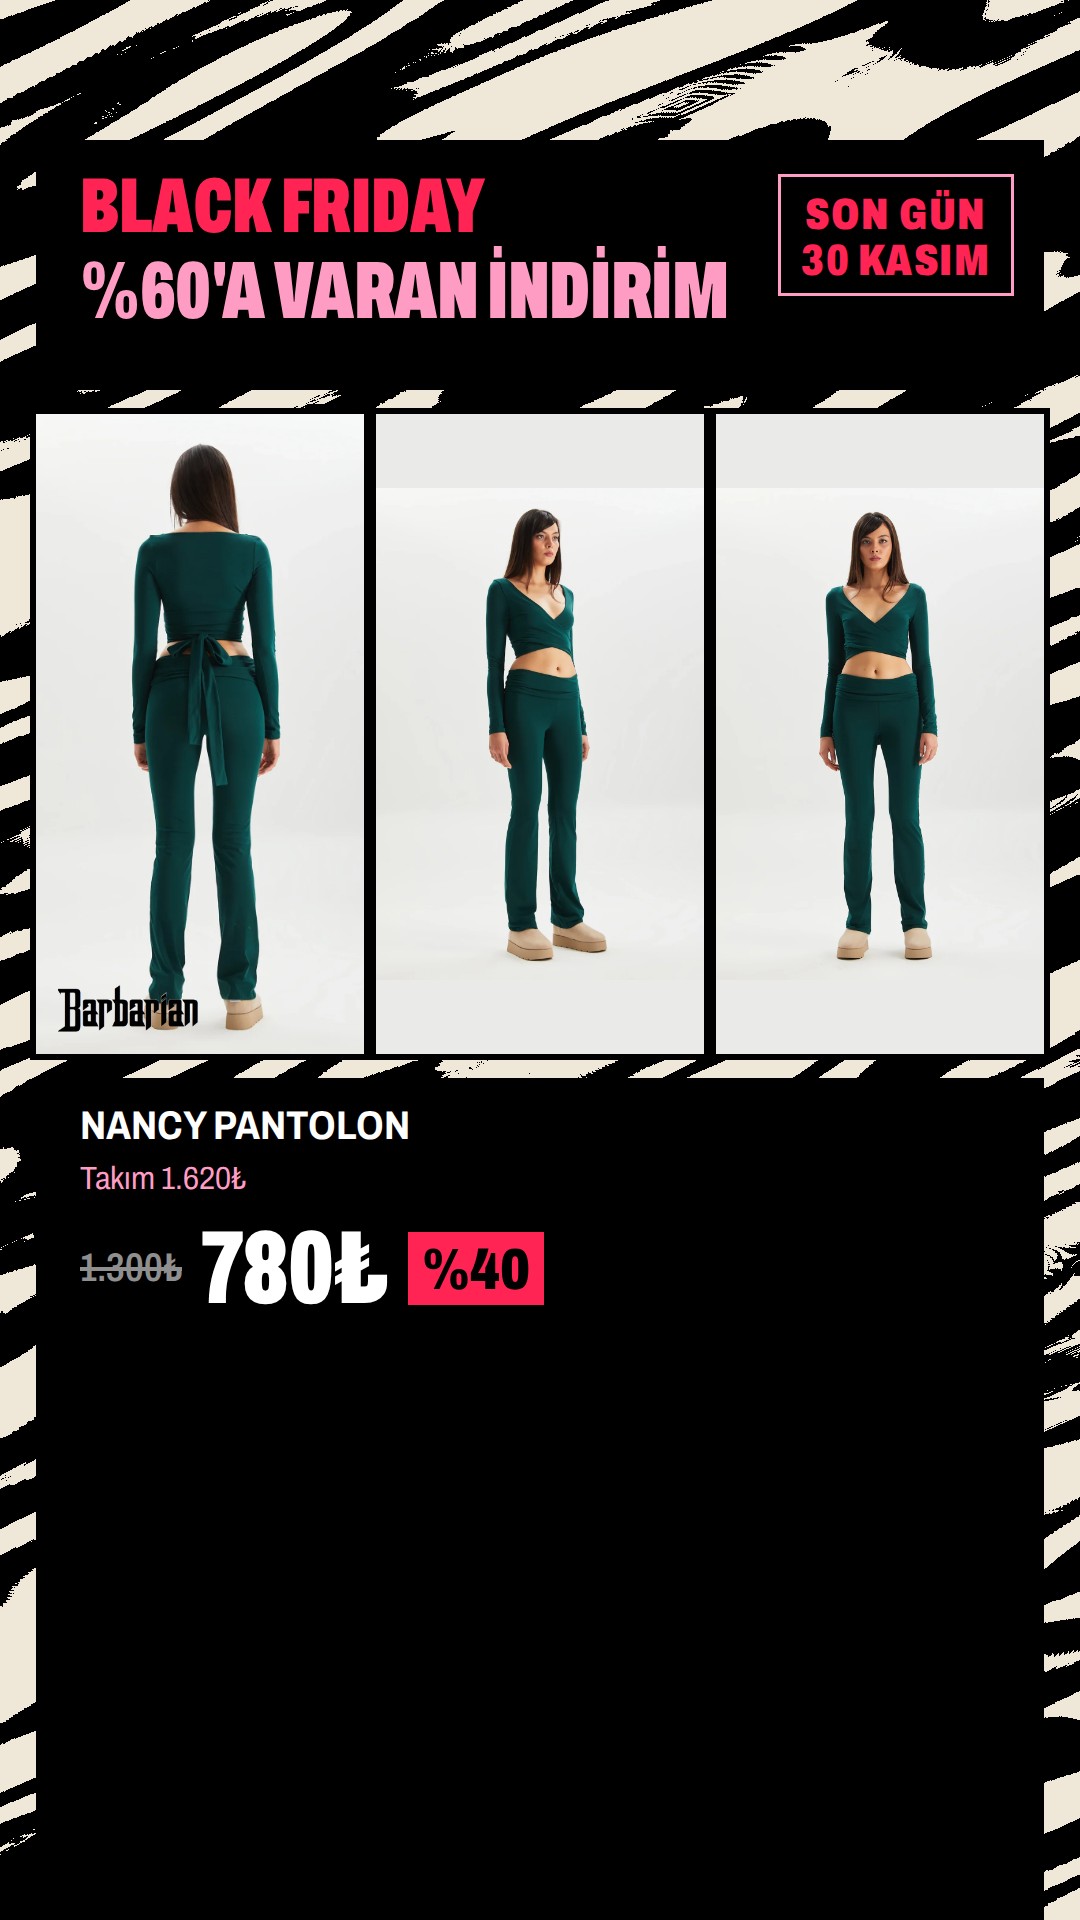 BLACK FRIDAY
%60'A VARAN İNDİRİM
SON GÜN
30 KASIM
Barbarian
NANCY PANTOLON
Takım 1.620₺
1.300₺ 780₺ %40